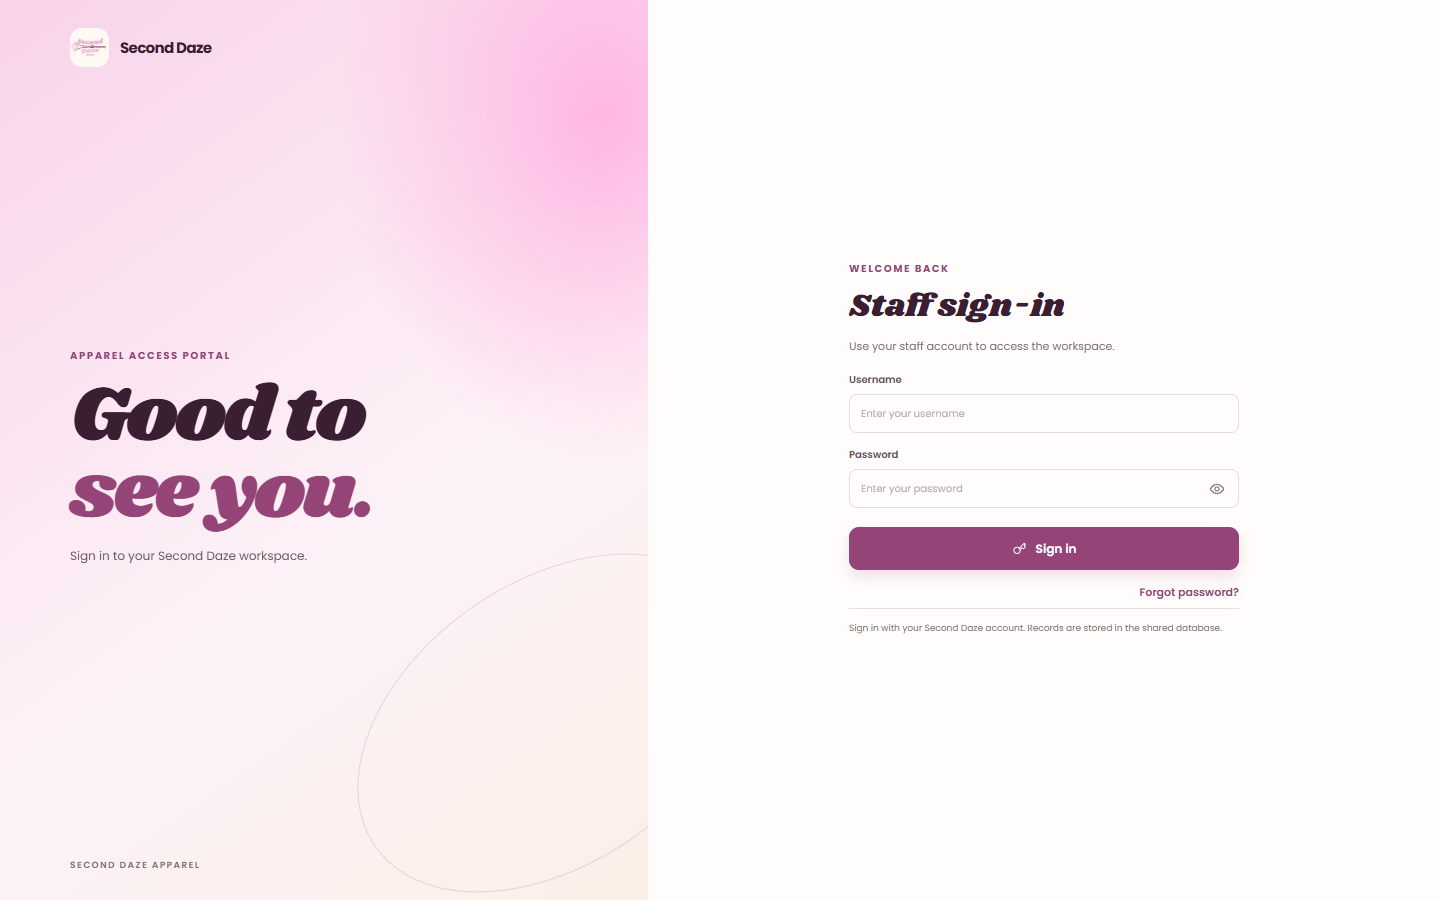 Second Daze
Second Daze
APPAREL ACCESS PORTAL
Good to
see you.
Sign in to your Second Daze workspace.
SECOND DAZE APPAREL
WELCOME BACK
Staff sign-in
Use your staff account to access the workspace.
Username
Enter your username
Password
Enter your password
Sign in
Forgot password?
Sign in with your Second Daze account. Records are stored in the shared database.